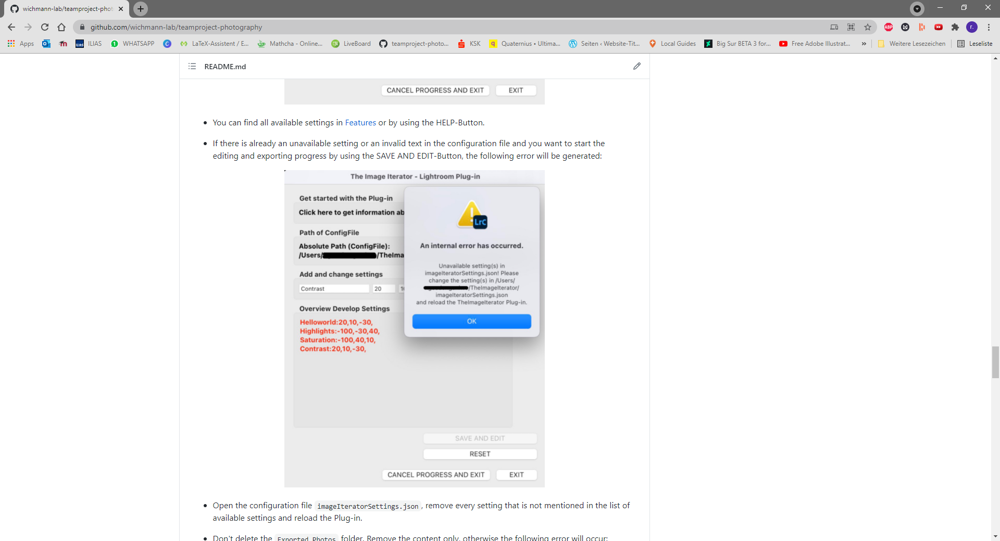 wichmann-lab/teamproject-phot
github.com/wichmann-lab/teamproject-photography
ABP
r.
Apps
ILIAS
ILIAS
WHATSAPP
LaTeX-Assistent / E...
Mathcha - Online...
LiveBoard
teamproject-photo...
KSK
Quaternius • Ultima...
Seiten ‹ Website-Tit...
Local Guides
Big Sur BETA 3 for...
Free Adobe Illustrat...
»
Weitere Lesezeichen
Leseliste
README.md
CANCEL PROGRESS AND EXIT
EXIT
• You can find all available settings in Features or by using the HELP-Button.
• If there is already an unavailable setting or an invalid text in the configuration file and you want to start the
editing and exporting progress by using the SAVE AND EDIT-Button, the following error will be generated:
The Image Iterator - Lightroom Plug-in
Get started with the Plug-in
Click here to get information ab
Path of ConfigFile
Absolute Path (ConfigFile):
/Users/ /TheIma
Add and change settings
Contrast
20
Overview Develop Settings
Helloworld:20,10,-30,
Highlights:-100,-30,40,
Saturation:-100,40,10,
Contrast:20,10,-30,
LrC
An internal error has occurred.
Unavailable setting(s) in
imageIteratorSettings.json! Please
change the setting(s) in /Users/
/TheImageIterator/
imageIteratorSettings.json
and reload the TheImageIterator Plug-in.
OK
SAVE AND EDIT
RESET
CANCEL PROGRESS AND EXIT
EXIT
• Open the configuration file imageIteratorSettings.json, remove every setting that is not mentioned in the list of
available settings and reload the Plug-in.
• Don't delete the Exported Photos folder. Remove the content only, otherwise the following error will occur: